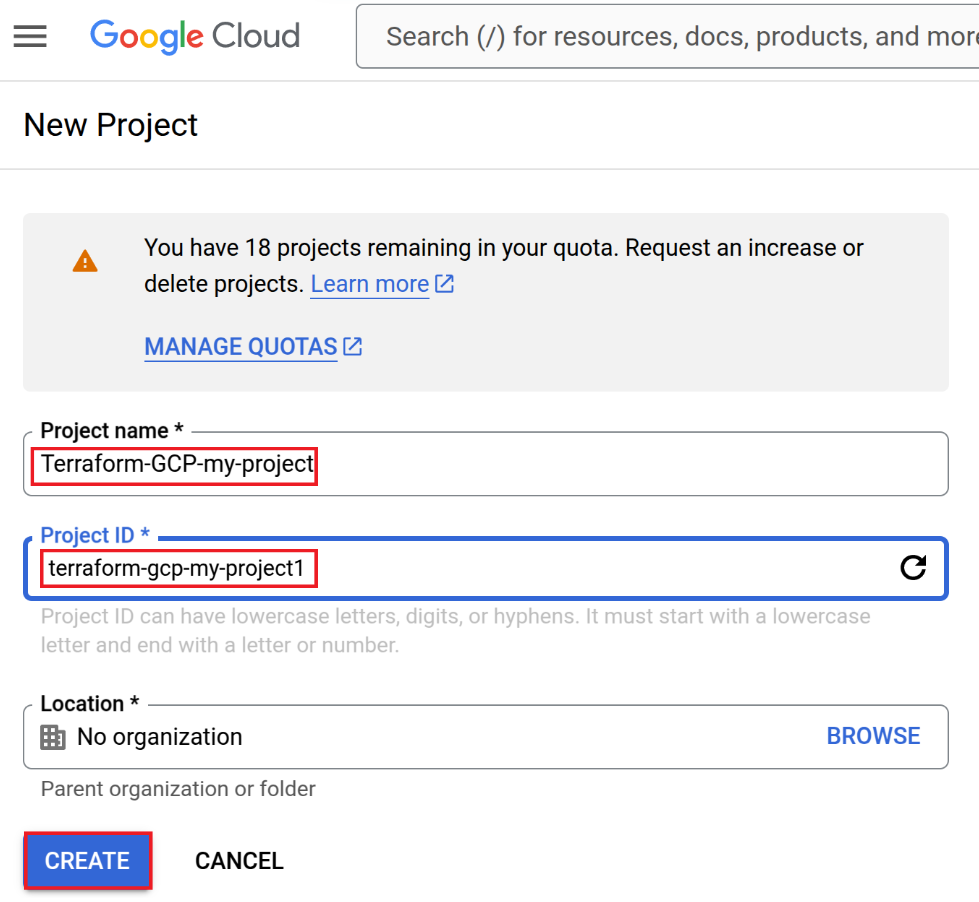 Google Cloud
Search (/) for resources, docs, products, and more
New Project
You have 18 projects remaining in your quota. Request an increase or
delete projects. Learn more
MANAGE QUOTAS
Project name *
Terraform-GCP-my-project
Project ID *
terraform-gcp-my-project1
Project ID can have lowercase letters, digits, or hyphens. It must start with a lowercase
letter and end with a letter or number.
Location *
No organization
BROWSE
Parent organization or folder
CREATE
CANCEL